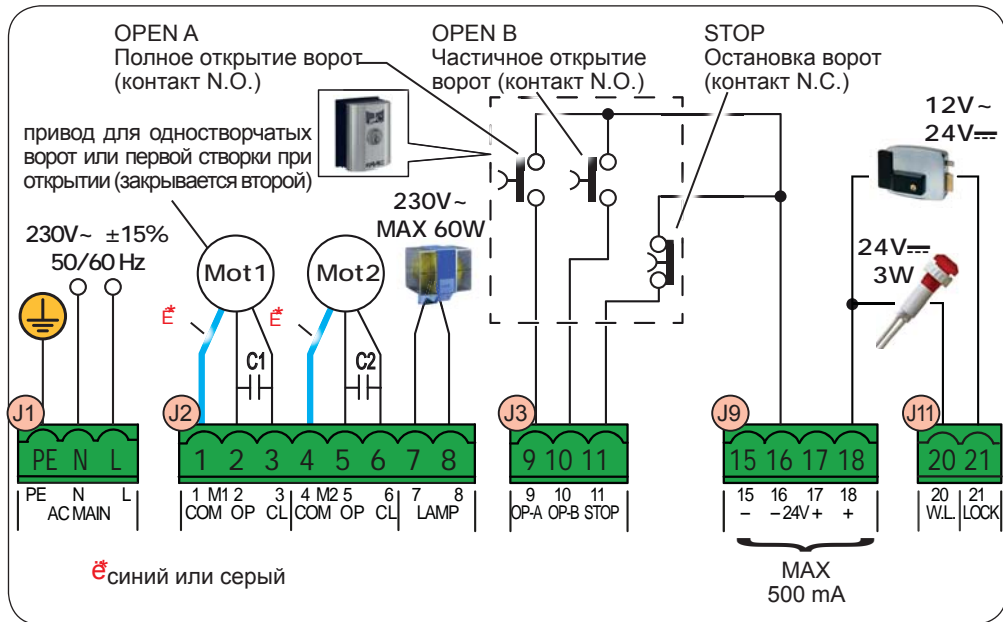 OPEN A
Полное открытие ворот
(контакт N.O.)
OPEN B
Частичное открытие
ворот (контакт N.O.)
STOP
Остановка ворот
(контакт N.C.)
привод для одностворчатых
ворот или первой створки при
открытии (закрывается второй)
12V~
24V⎓
230V~ ±15%
50/60 Hz
Mot1
Mot2
230V~
MAX 60W
24V⎓
3W
Ё*
Ё*
C1
C2
J1
J2
J3
J9
J11
PE N L
1 2 3 4 5 6 7 8
9 10 11
15 16 17 18
20 21
PE N L
AC MAIN
1 M1 2 3 4 M2 5 6 7 8
COM OP CL COM OP CL LAMP
9 10 11
OP-A OP-B STOP
15 16 17 18
– –24V+ +
20 21
W.L. LOCK
MAX
500 mA
ё*синий или серый